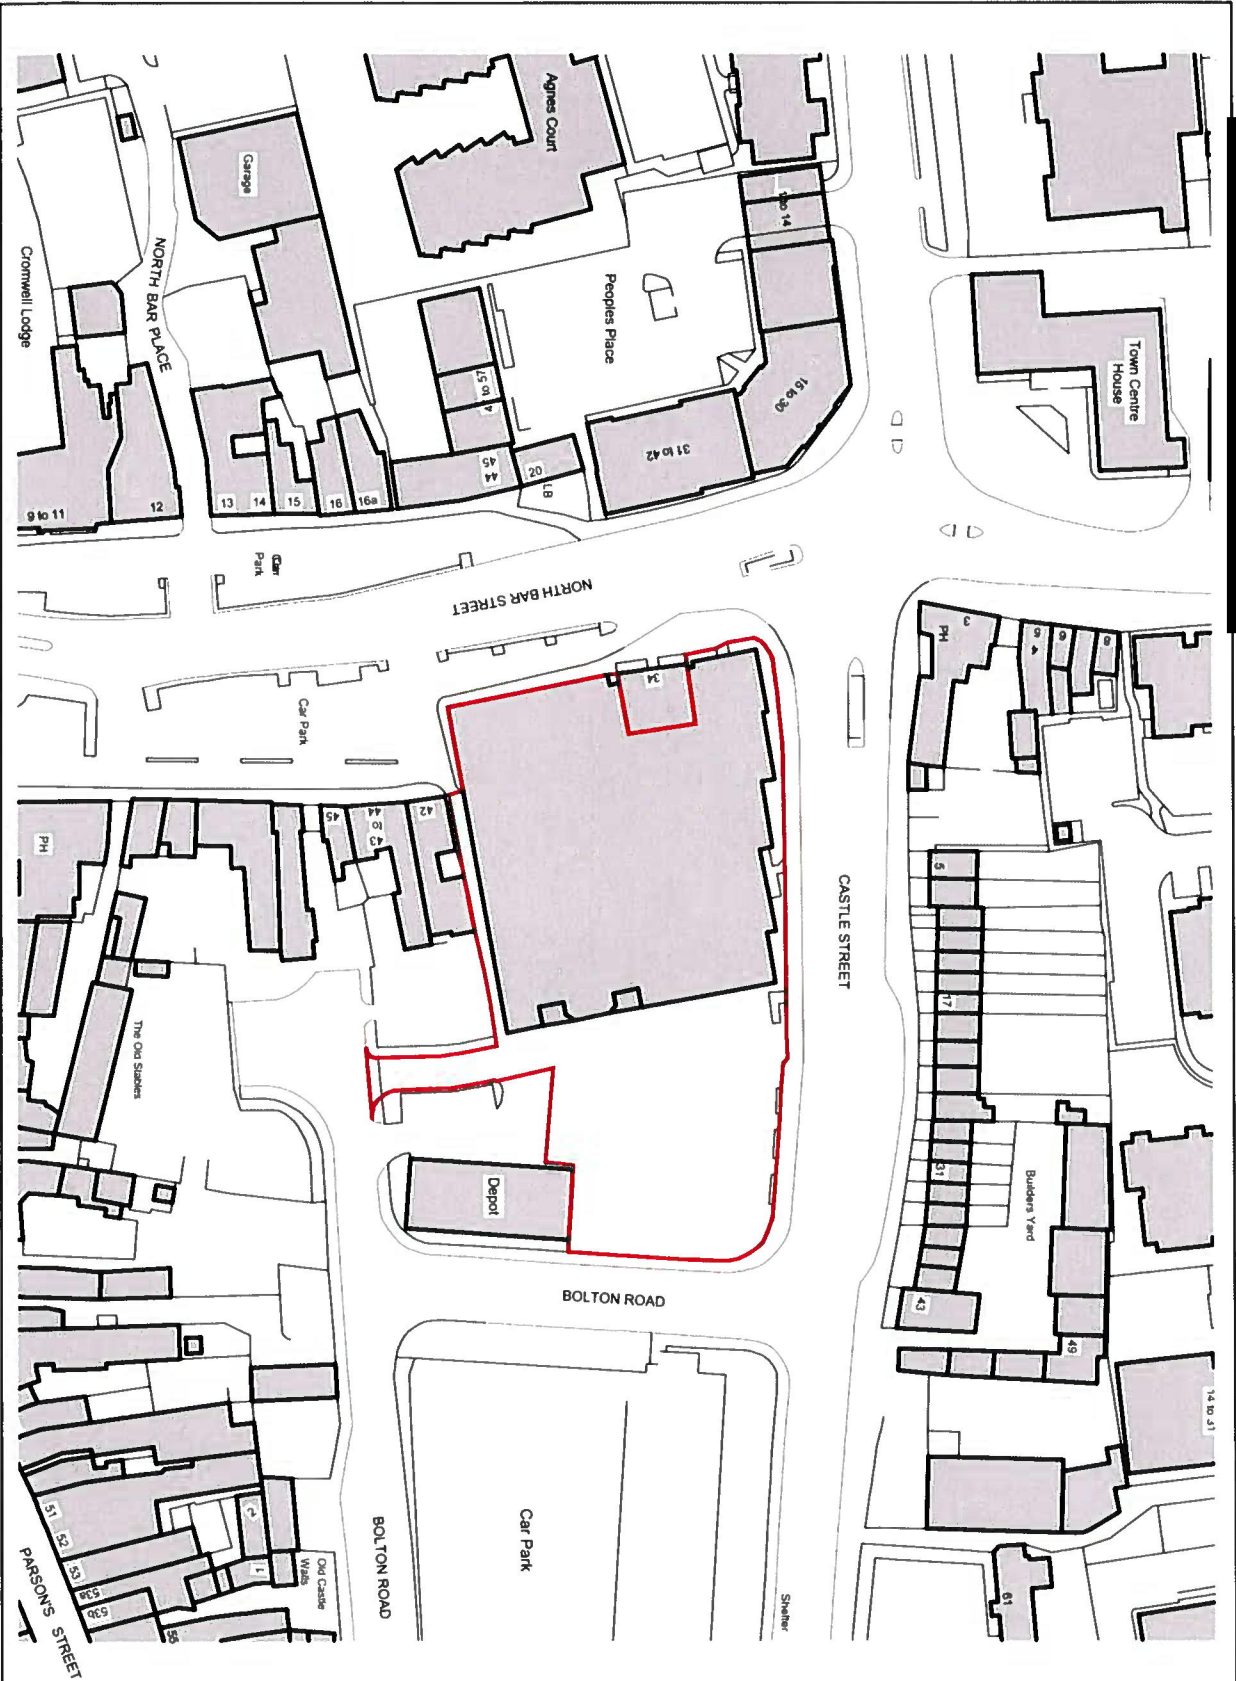 Agnes Court
Garage
1 to 14
Town Centre
House
Peoples Place
NORTH BAR PLACE
Cromwell Lodge
15 to 30
31 to 42
4 to 57
44
45
20
LB
9 to 11
12
13
14
15
16
16a
Park
NORTH BAR STREET
3
PH
4
6
8
34
Car Park
CASTLE STREET
PH
45
44
to
43
42
5
17
The Old Stables
31
Builders Yard
Depot
43
49
BOLTON ROAD
14 to 31
Car Park
BOLTON ROAD
Shelter
61
51
52
53
53a
53b
2
1
Old Castle
Walls
PARSON'S STREET